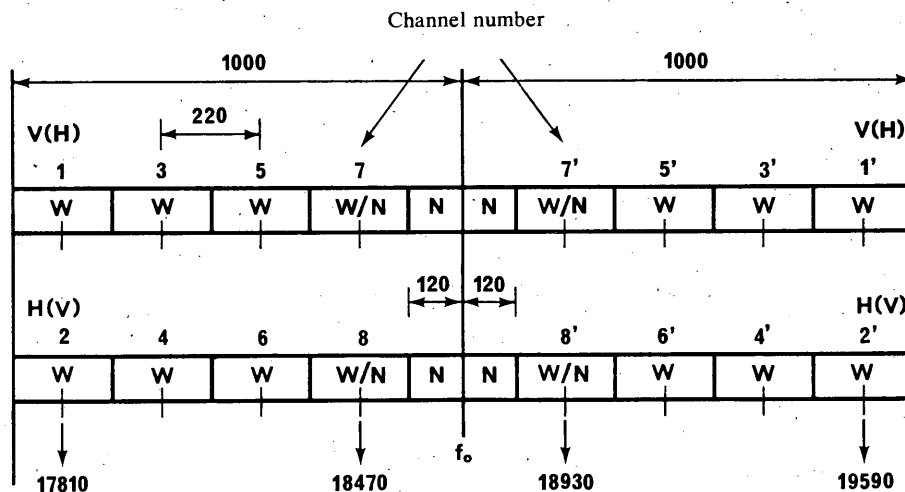 Channel number
1000 1000
220
V(H) V(H)
1 3 5 7 7' 5' 3' 1'
W W W W/N N N W/N W W W
120 120
H(V) H(V)
2 4 6 8 8' 6' 4' 2'
W W W W/N N N W/N W W W
f₀
17810 18470 18930 19590